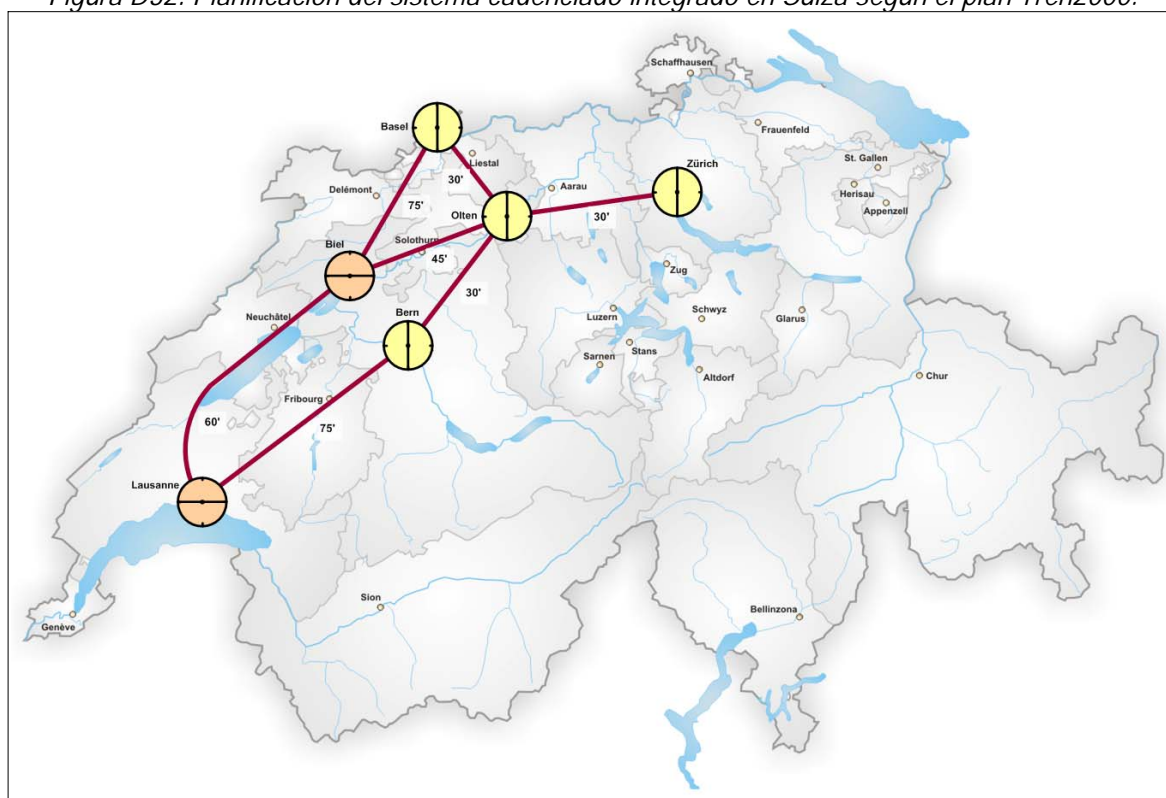 Figura D52. Planificación del sistema cadenciado integrado en Suiza según el plan Tren2000.
Schaffhausen
Basel
Frauenfeld
Liestal
Zürich
St. Gallen
Delémont
30'
Aarau
Herisau
75'
Olten
30'
Appenzell
Biel
Solothurn
45'
Zug
30'
Neuchâtel
Bern
Luzern
Schwyz
Glarus
Sarnen
Stans
Altdorf
Chur
Fribourg
60'
75'
Lausanne
Sion
Bellinzona
Genève